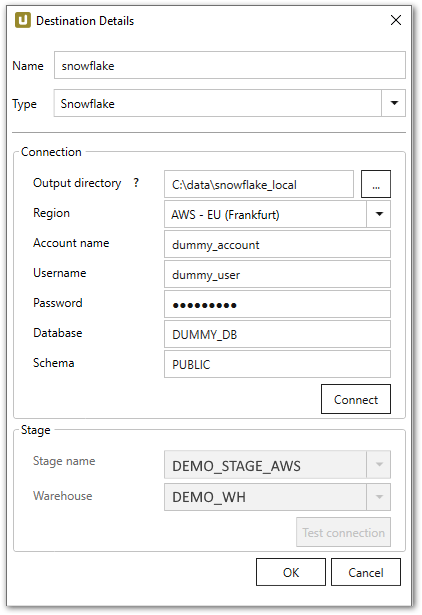 U Destination Details
Name snowflake
Type Snowflake
Connection
Output directory ? C:\data\snowflake_local ...
Region AWS - EU (Frankfurt)
Account name dummy_account
Username dummy_user
Password ●●●●●●●●●
Database DUMMY_DB
Schema PUBLIC
Connect
Stage
Stage name DEMO_STAGE_AWS
Warehouse DEMO_WH
Test connection
OK Cancel